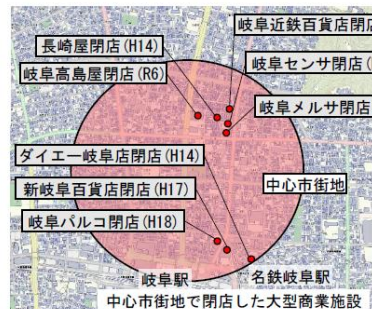 長崎屋閉店(H14)
岐阜近鉄百貨店閉店
岐阜高島屋閉店(R6)
岐阜センサ閉店(
岐阜メルサ閉店(
ダイエー岐阜店閉店(H14)
新岐阜百貨店閉店(H17)
中心市街地
岐阜パルコ閉店(H18)
岐阜駅
名鉄岐阜駅
中心市街地で閉店した大型商業施設